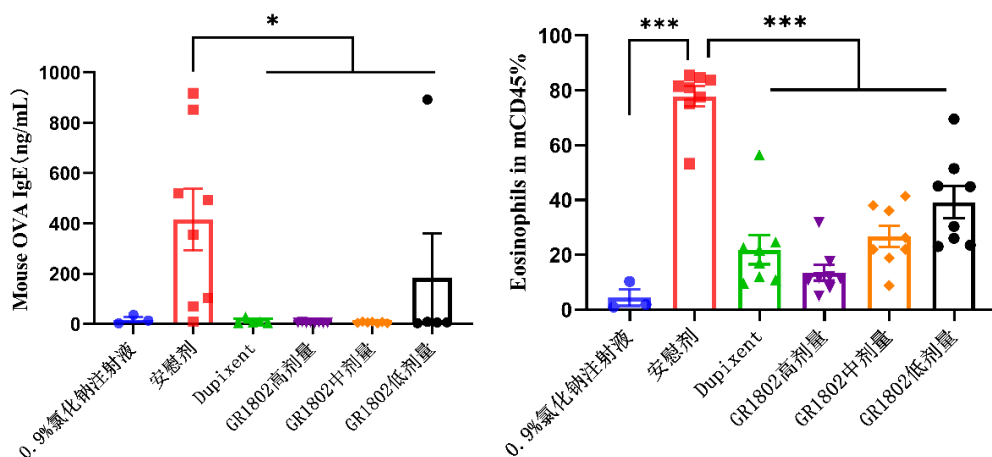 *
Mouse OVA IgE(ng/mL)
1000
800
600
400
200
0
0.9%氯化钠注射液
安慰剂
Dupixent
GR1802高剂量
GR1802中剂量
GR1802低剂量
***
***
Eosinophils in mCD45%
100
80
60
40
20
0
0.9%氯化钠注射液
安慰剂
Dupixent
GR1802高剂量
GR1802中剂量
GR1802低剂量